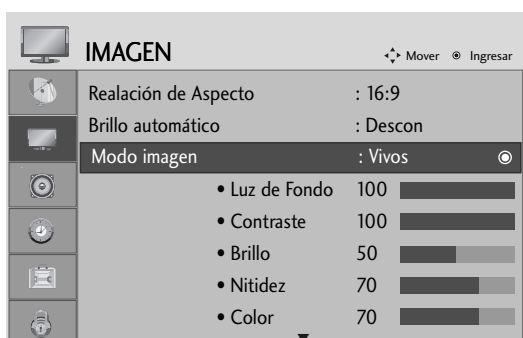 IMAGEN Mover Ingresar
Realación de Aspecto : 16:9
Brillo automático : Descon
Modo imagen : Vivos
• Luz de Fondo 100
• Contraste 100
• Brillo 50
• Nitidez 70
• Color 70